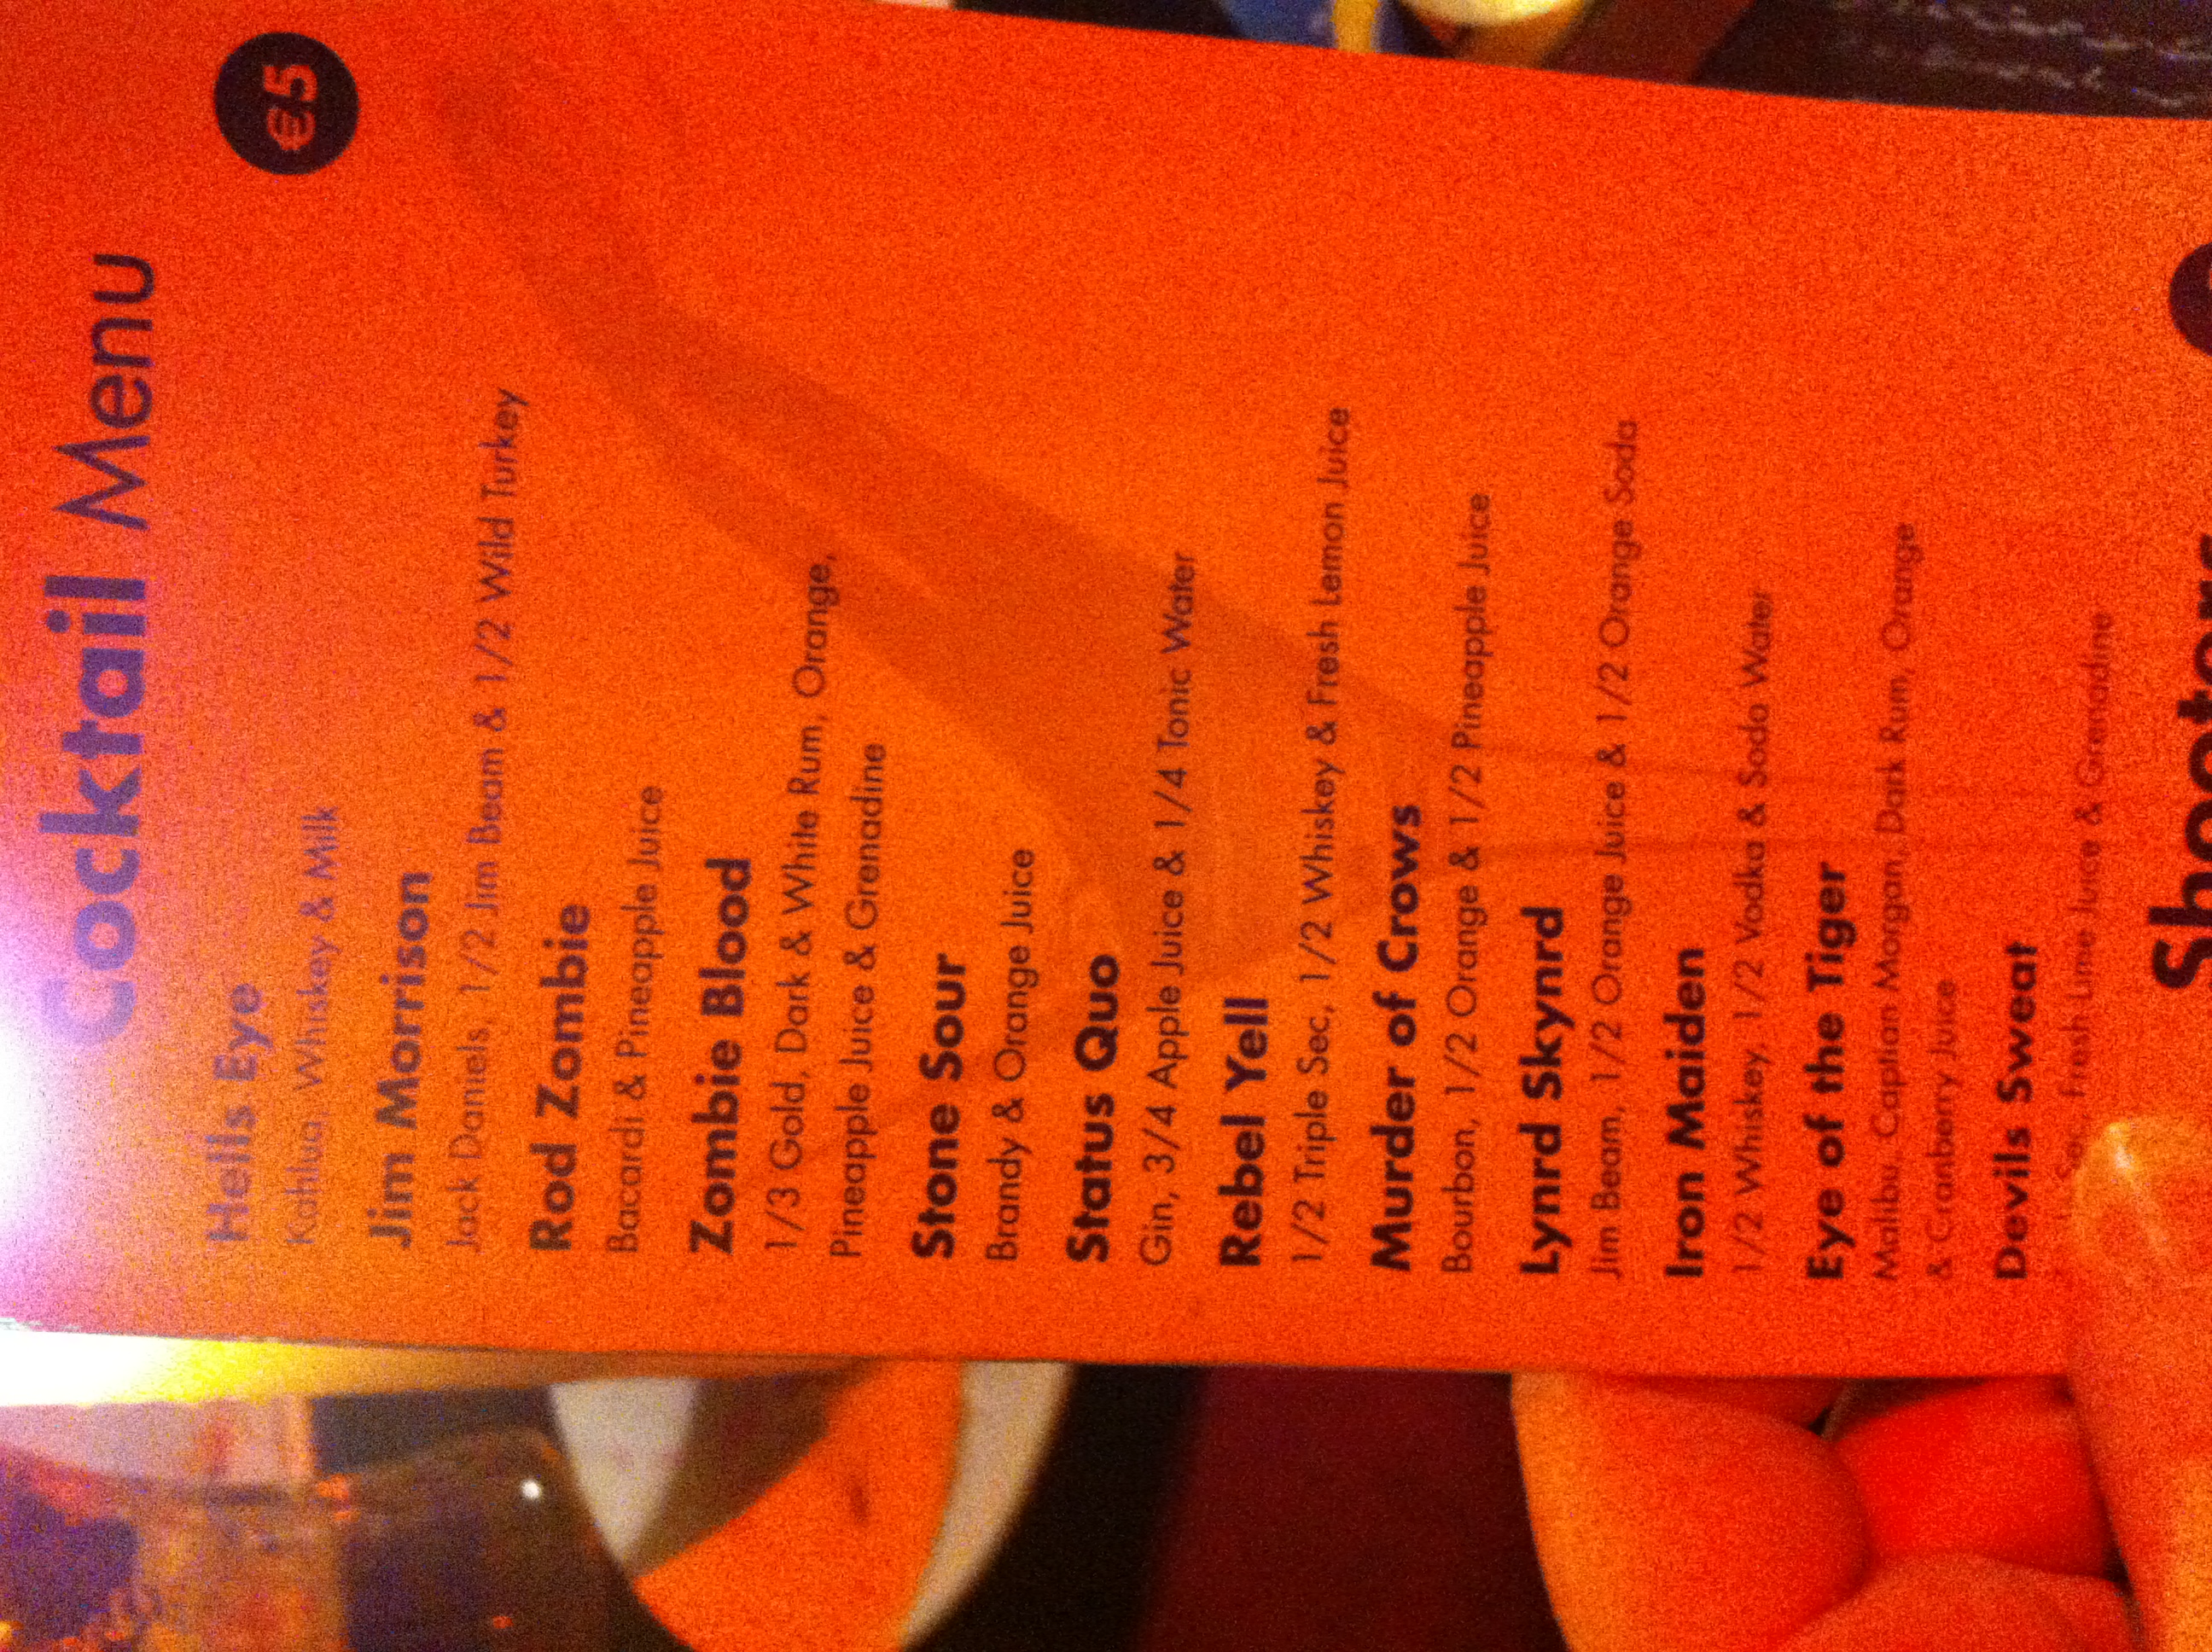 Cocktail Menu
Hells Eye
€5
Kahlua, Whiskey & Milk
Jim Morrison
Jack Daniels, 1/2 Jim Beam & 1/2 Wild Turkey
Rod Zombie
Bacardi & Pineapple Juice
Zombie Blood
1/3 Gold, Dark & White Rum, Orange,
Pineapple Juice & Grenadine
Stone Sour
Brandy & Orange Juice
Status Quo
Gin, 3/4 Apple Juice & 1/4 Tonic Water
Rebel Yell
1/2 Triple Sec, 1/2 Whiskey & Fresh Lemon Juice
Murder of Crows
Bourbon, 1/2 Orange & 1/2 Pineapple Juice
Lynrd Skynrd
Jim Beam, 1/2 Orange Juice & 1/2 Orange Soda
Iron Maiden
1/2 Whiskey, 1/2 Vodka & Soda Water
Eye of the Tiger
Malibu, Captian Morgan, Dark Rum, Orange
& Cranberry Juice
Devils Sweat
Sec, Fresh Lime Juice & Grenadine
Shooters